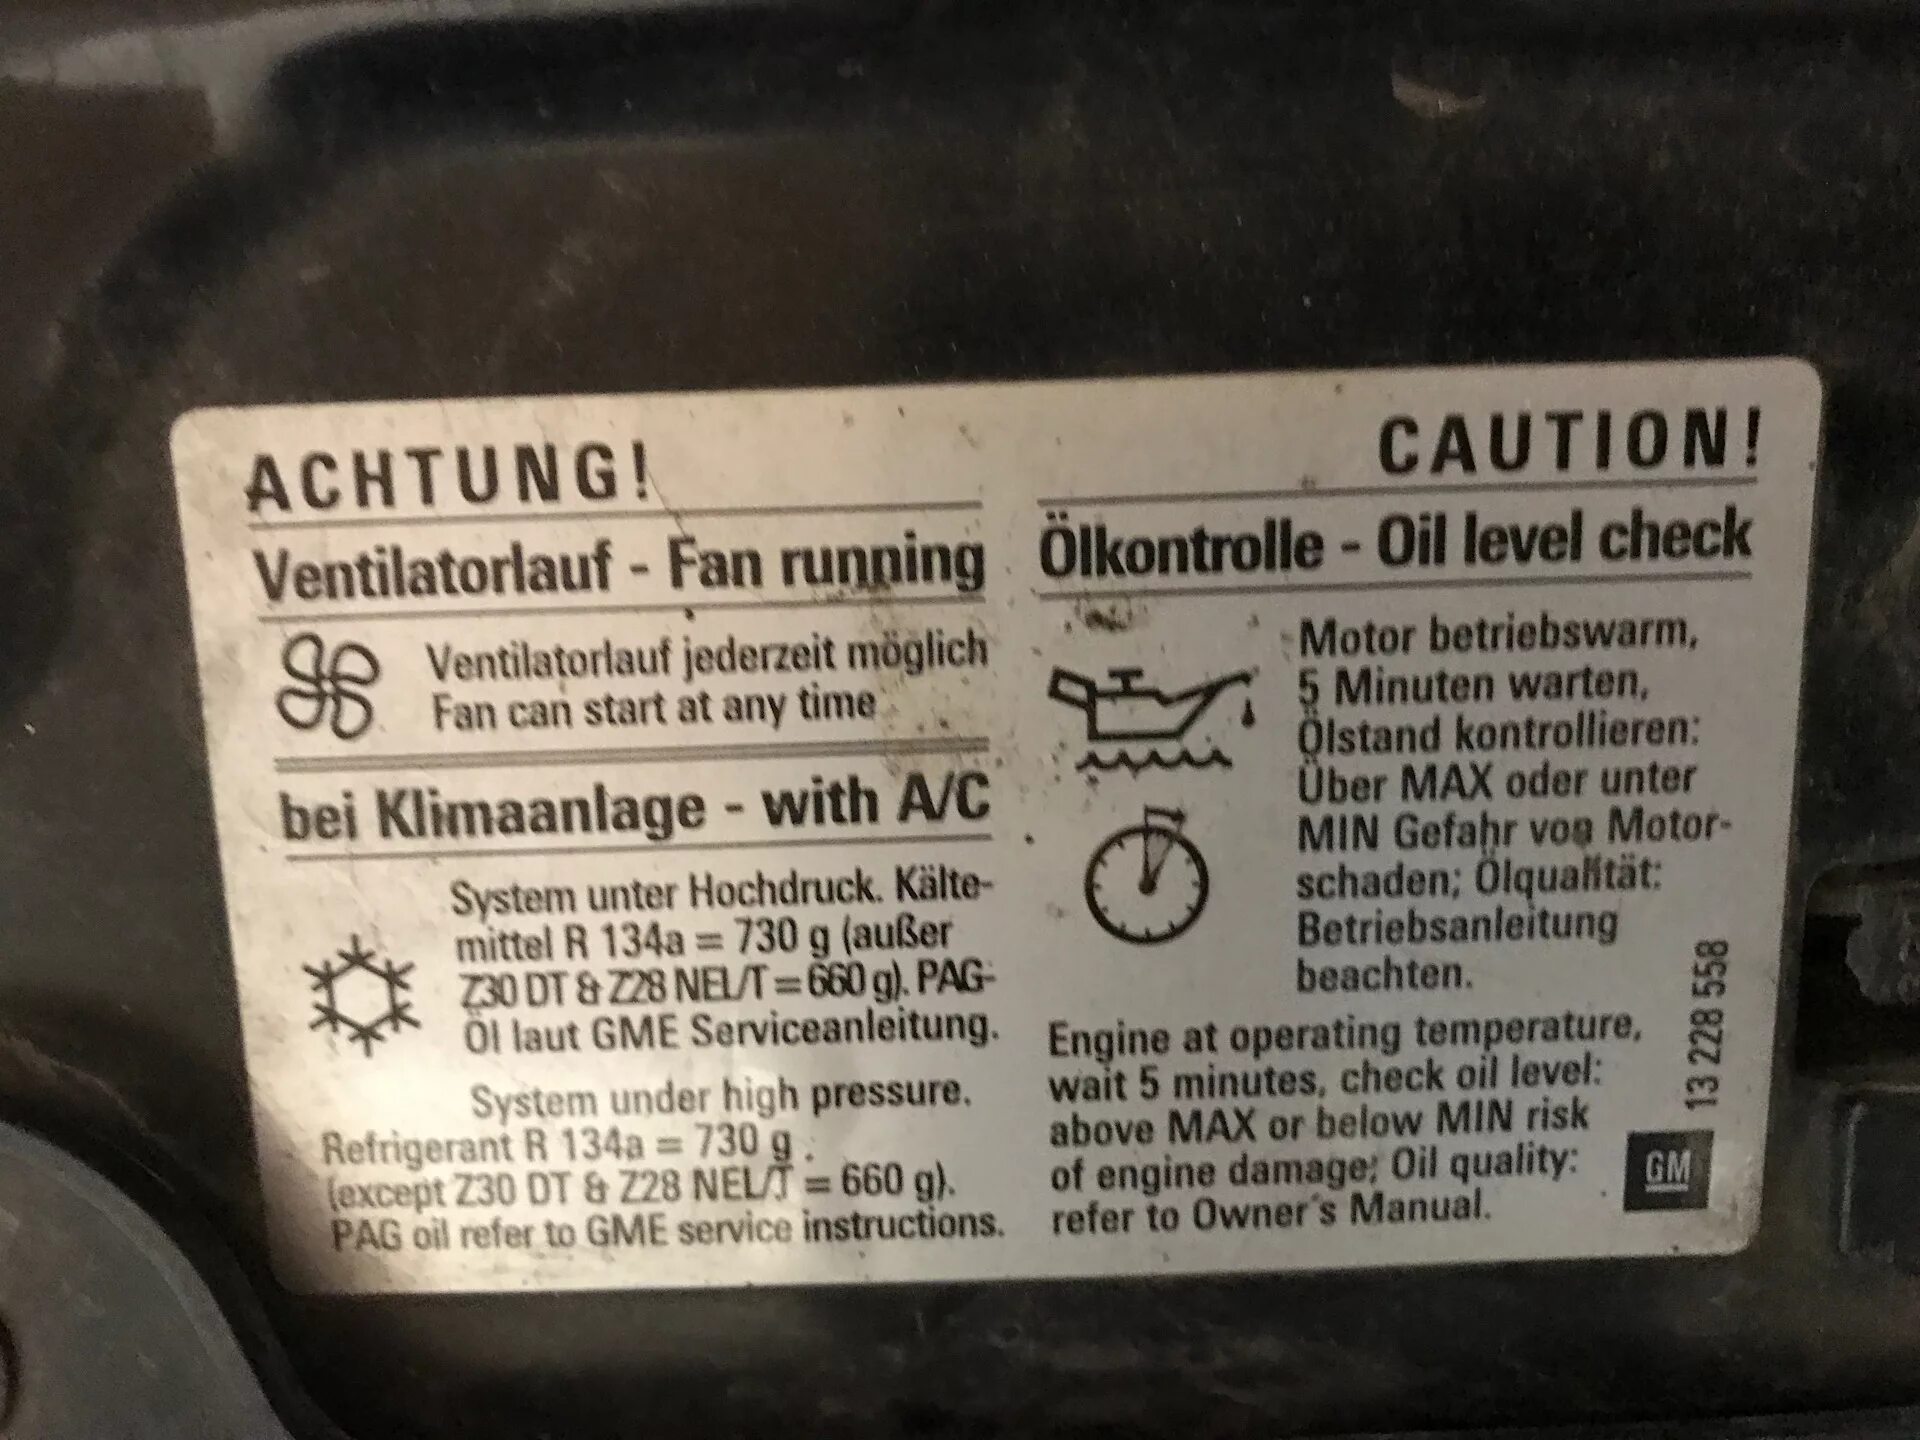 ACHTUNG!
Ventilatorlauf - Fan running
Ventilatorlauf jederzeit möglich
Fan can start at any time
bei Klimaanlage - with A/C
System unter Hochdruck. Kälte-
mittel R 134a = 730 g (außer
Z30 DT & Z28 NEL/T = 660 g). PAG-
Öl laut GME Serviceanleitung.
System under high pressure.
Refrigerant R 134a = 730 g
(except Z30 DT & Z28 NEL/T = 660 g).
PAG oil refer to GME service instructions.
CAUTION!
Ölkontrolle - Oil level check
Motor betriebswarm,
5 Minuten warten,
Ölstand kontrollieren:
Über MAX oder unter
MIN Gefahr von Motor-
schaden; Ölqualität:
Betriebsanleitung
beachten.
Engine at operating temperature,
wait 5 minutes, check oil level:
above MAX or below MIN risk
of engine damage; Oil quality:
refer to Owner's Manual.
13 228 558
GM